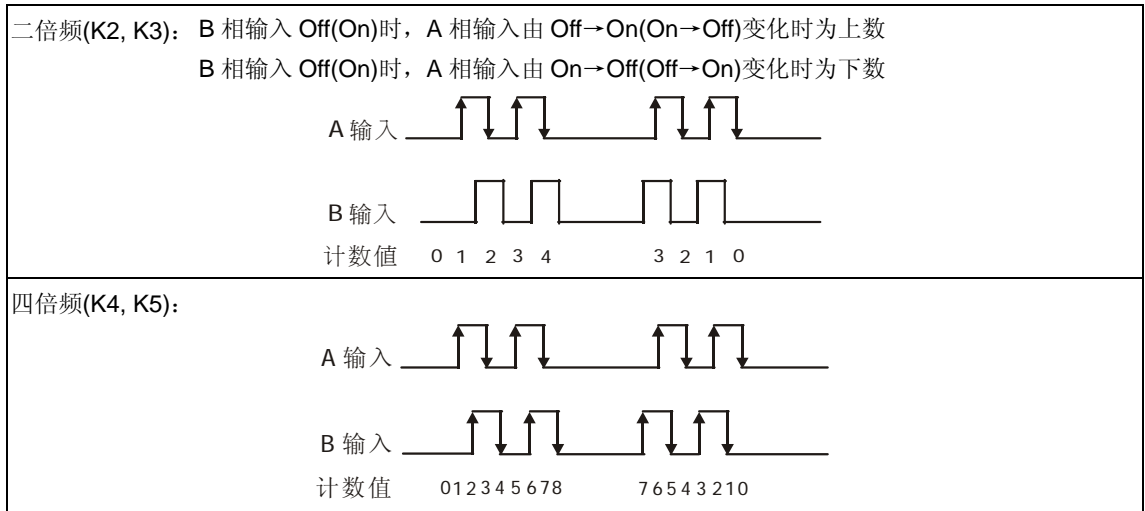 二倍频(K2, K3)：B 相输入 Off(On)时，A 相输入由 Off→On(On→Off)变化时为上数
B 相输入 Off(On)时，A 相输入由 On→Off(Off→On)变化时为下数
A 输入
B 输入
计数值 0 1 2 3 4 3 2 1 0
四倍频(K4, K5)：
A 输入
B 输入
计数值 012345678 76543210